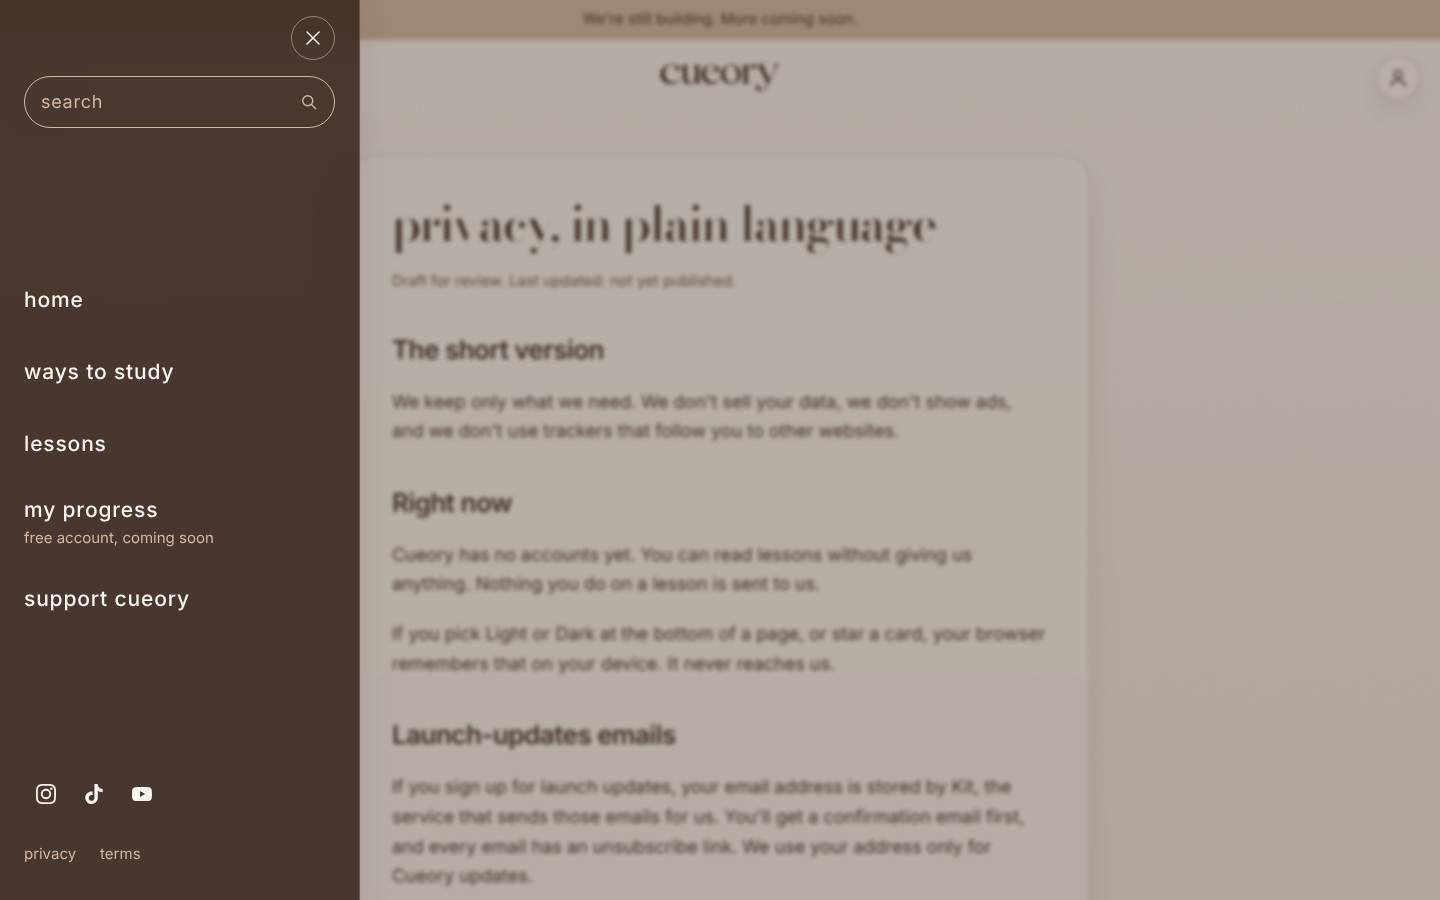 We're still building. More coming soon.
cueory
search
home
ways to study
lessons
my progress
free account, coming soon
support cueory
privacy terms
privacy, in plain language
Draft for review. Last updated: not yet published.
The short version
We keep only what we need. We don't sell your data, we don't show ads,
and we don't use trackers that follow you to other websites.
Right now
Cueory has no accounts yet. You can read lessons without giving us
anything. Nothing you do on a lesson is sent to us.
If you pick Light or Dark at the bottom of a page, or star a card, your browser
remembers that on your device. It never reaches us.
Launch-updates emails
If you sign up for launch updates, your email address is stored by Kit, the
service that sends those emails for us. You'll get a confirmation email first,
and every email has an unsubscribe link. We use your address only for
Cueory updates.